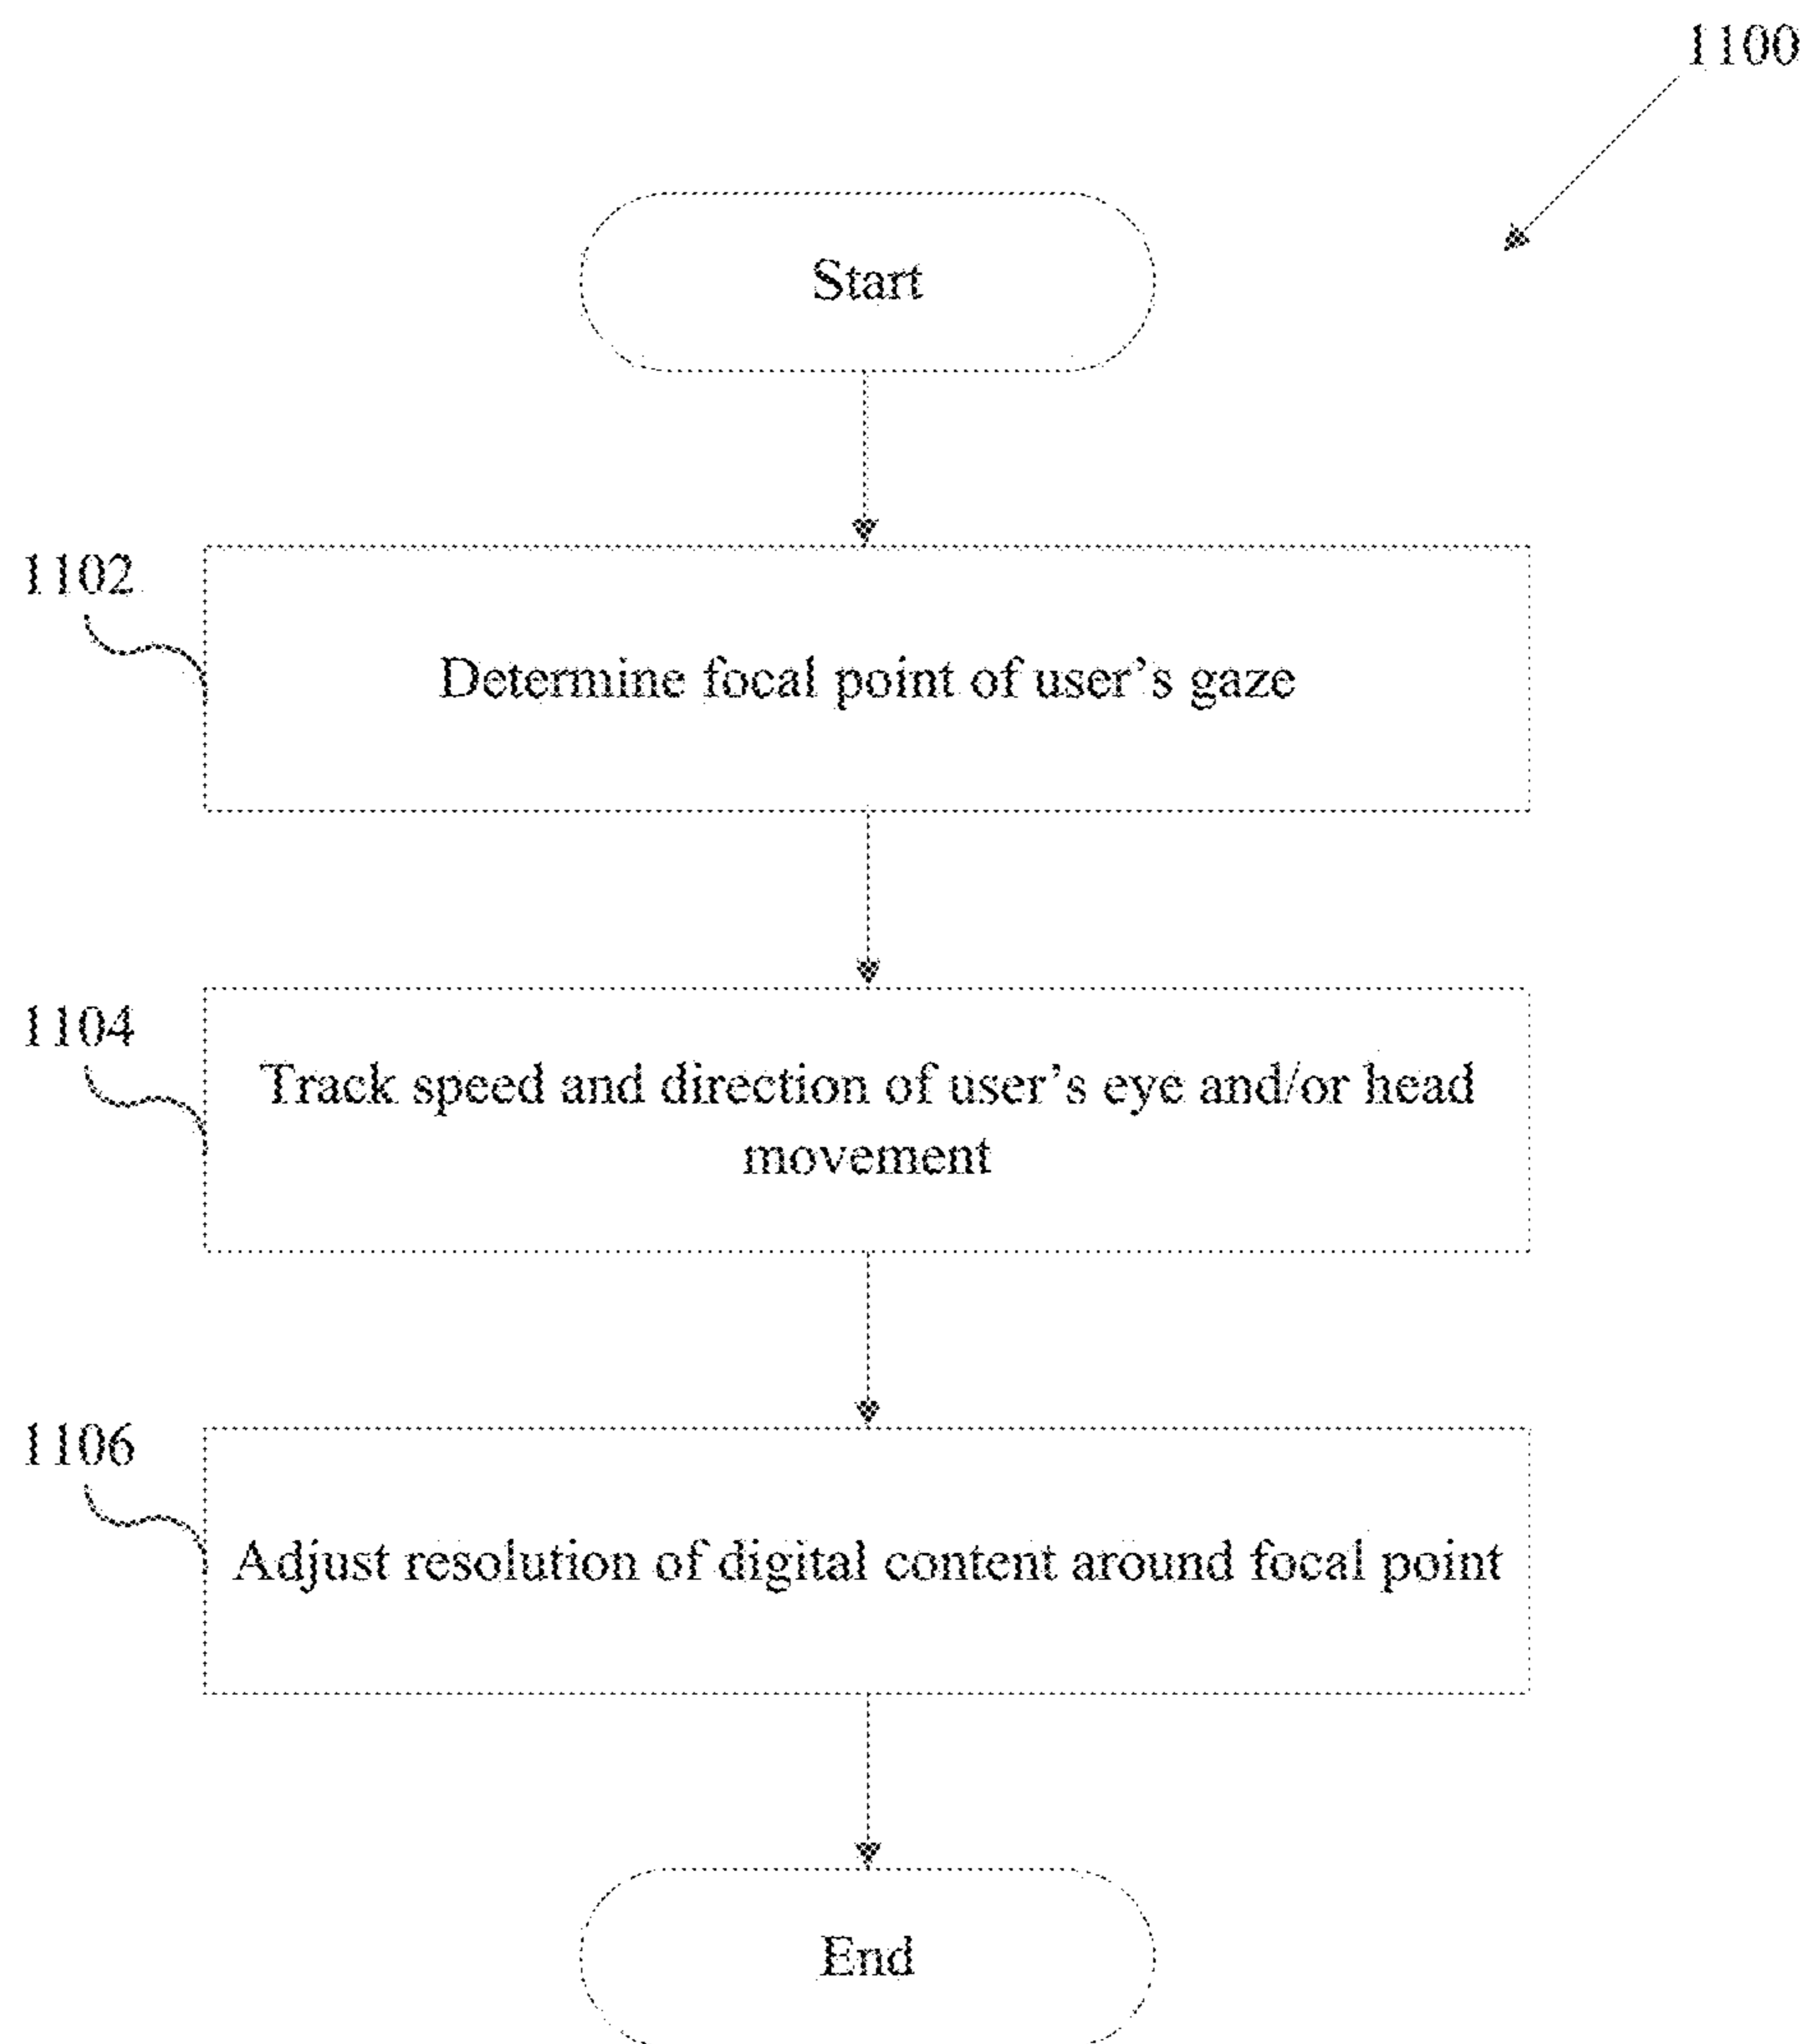 1100
Start
1102
Determine focal point of user’s gaze
1104
Track speed and direction of user’s eye and/or head
movement
1106
Adjust resolution of digital content around focal point
End